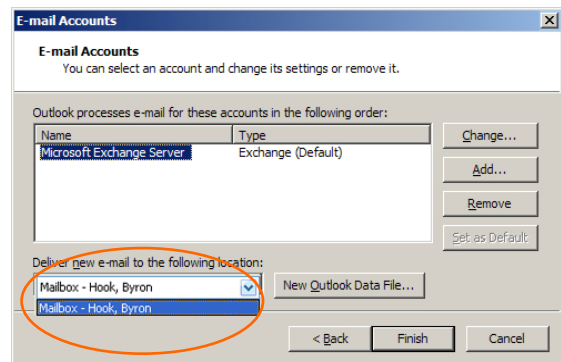 E-mail Accounts
E-mail Accounts
You can select an account and change its settings or remove it.
Outlook processes e-mail for these accounts in the following order:
Name Type
Microsoft Exchange Server Exchange (Default)
Change...
Add...
Remove
Set as Default
Deliver new e-mail to the following location:
Mailbox - Hook, Byron
New Outlook Data File...
Mailbox - Hook, Byron
< Back Finish Cancel